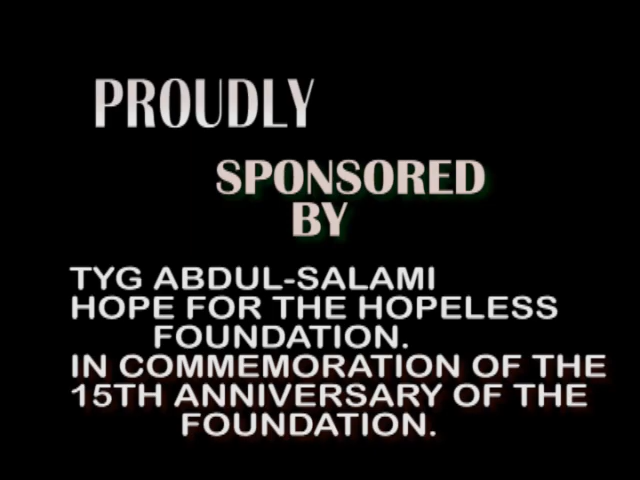 PROUDLY
SPONSORED
BY
TYG ABDUL-SALAMI
HOPE FOR THE HOPELESS
FOUNDATION.
IN COMMEMORATION OF THE
15TH ANNIVERSARY OF THE
FOUNDATION.